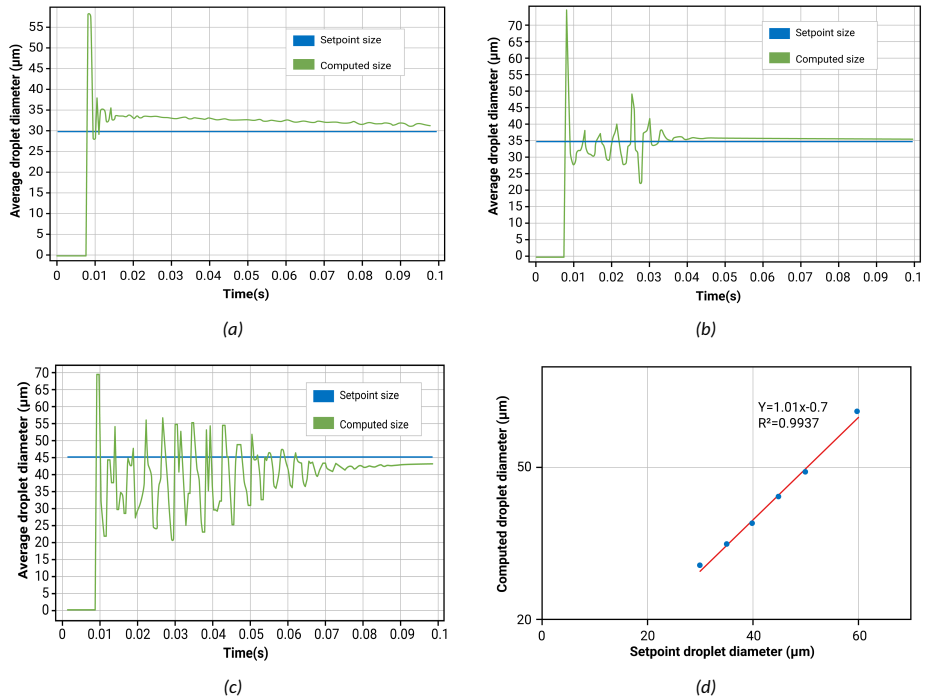 Average droplet diameter (μm)
55
50
45
40
35
30
25
20
15
10
5
0
Setpoint size
Computed size
0 0.01 0.02 0.03 0.04 0.05 0.06 0.07 0.08 0.09 0.1
Time(s)
(a)
Average droplet diameter (μm)
70
65
60
55
50
45
40
35
30
25
20
15
10
5
0
Setpoint size
Computed size
0 0.01 0.02 0.03 0.04 0.05 0.06 0.07 0.08 0.09 0.1
Time(s)
(b)
Average droplet diameter (μm)
70
65
60
55
50
45
40
35
30
25
20
15
10
5
0
Setpoint size
Computed size
0 0.01 0.02 0.03 0.04 0.05 0.06 0.07 0.08 0.09 0.1
Time(s)
(c)
Computed droplet diameter (μm)
50
20
Y=1.01x-0.7
R²=0.9937
0 20 40 60
Setpoint droplet diameter (μm)
(d)